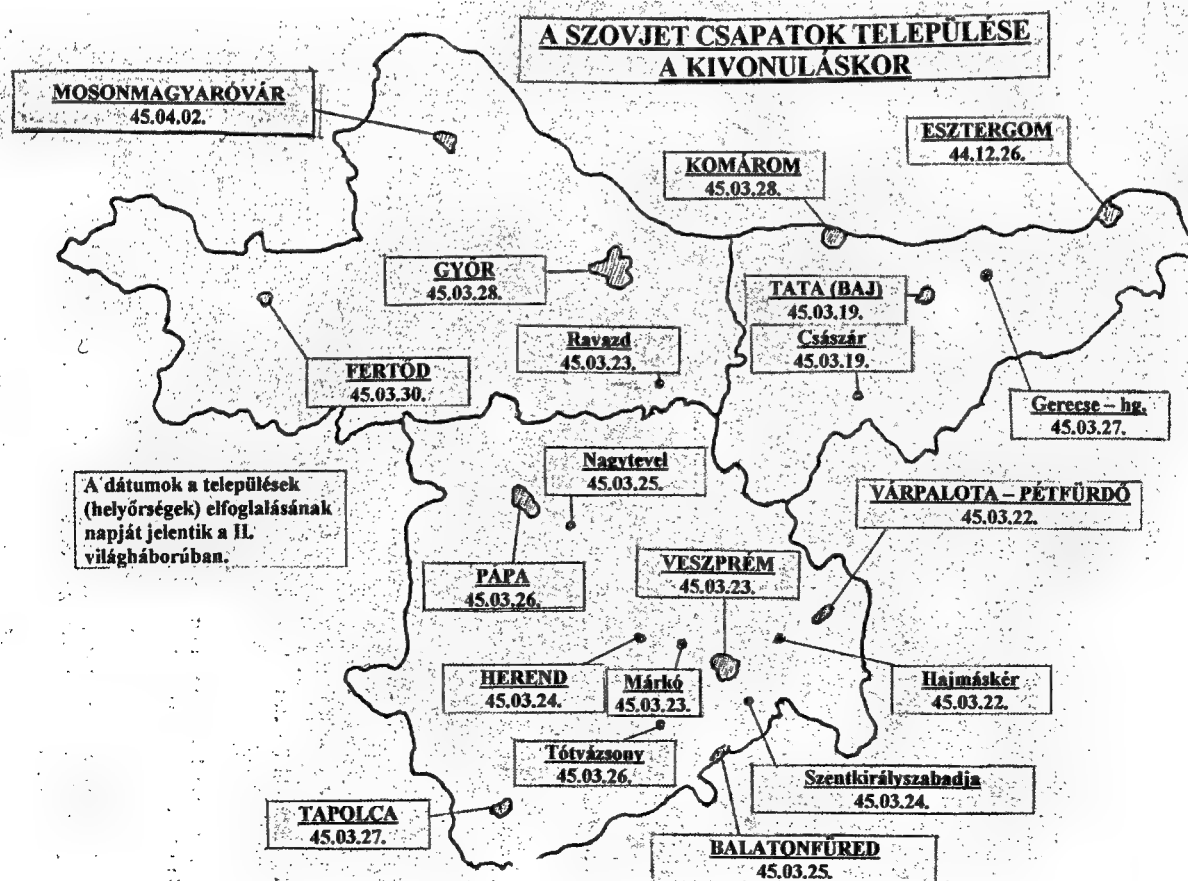 A SZOVJET CSAPATOK TELEPÜLÉSE
A KIVONULÁSKOR
MOSONMAGYARÓVÁR
45.04.02.
ESZTERGOM
44.12.26.
KOMÁROM
45.03.28.
GYŐR
45.03.28.
TATA (BAJ)
45.03.19.
Ravazd
45.03.23.
Császár
45.03.19.
FERTŐD
45.03.30.
Gerecse – hg.
45.03.27.
Nagytevel
45.03.25.
A dátumok a települések
(helyőrségek) elfoglalásának
napját jelentik a II.
világháborúban.
VÁRPALOTA – PÉTFÜRDŐ
45.03.22.
PÁPA
45.03.26.
VESZPRÉM
45.03.23.
HEREND
45.03.24.
Márkó
45.03.23.
Hajmáskér
45.03.22.
Tótvázsony
45.03.26.
Szentkirályszabadja
45.03.24.
TAPOLCA
45.03.27.
BALATONFÜRED
45.03.25.